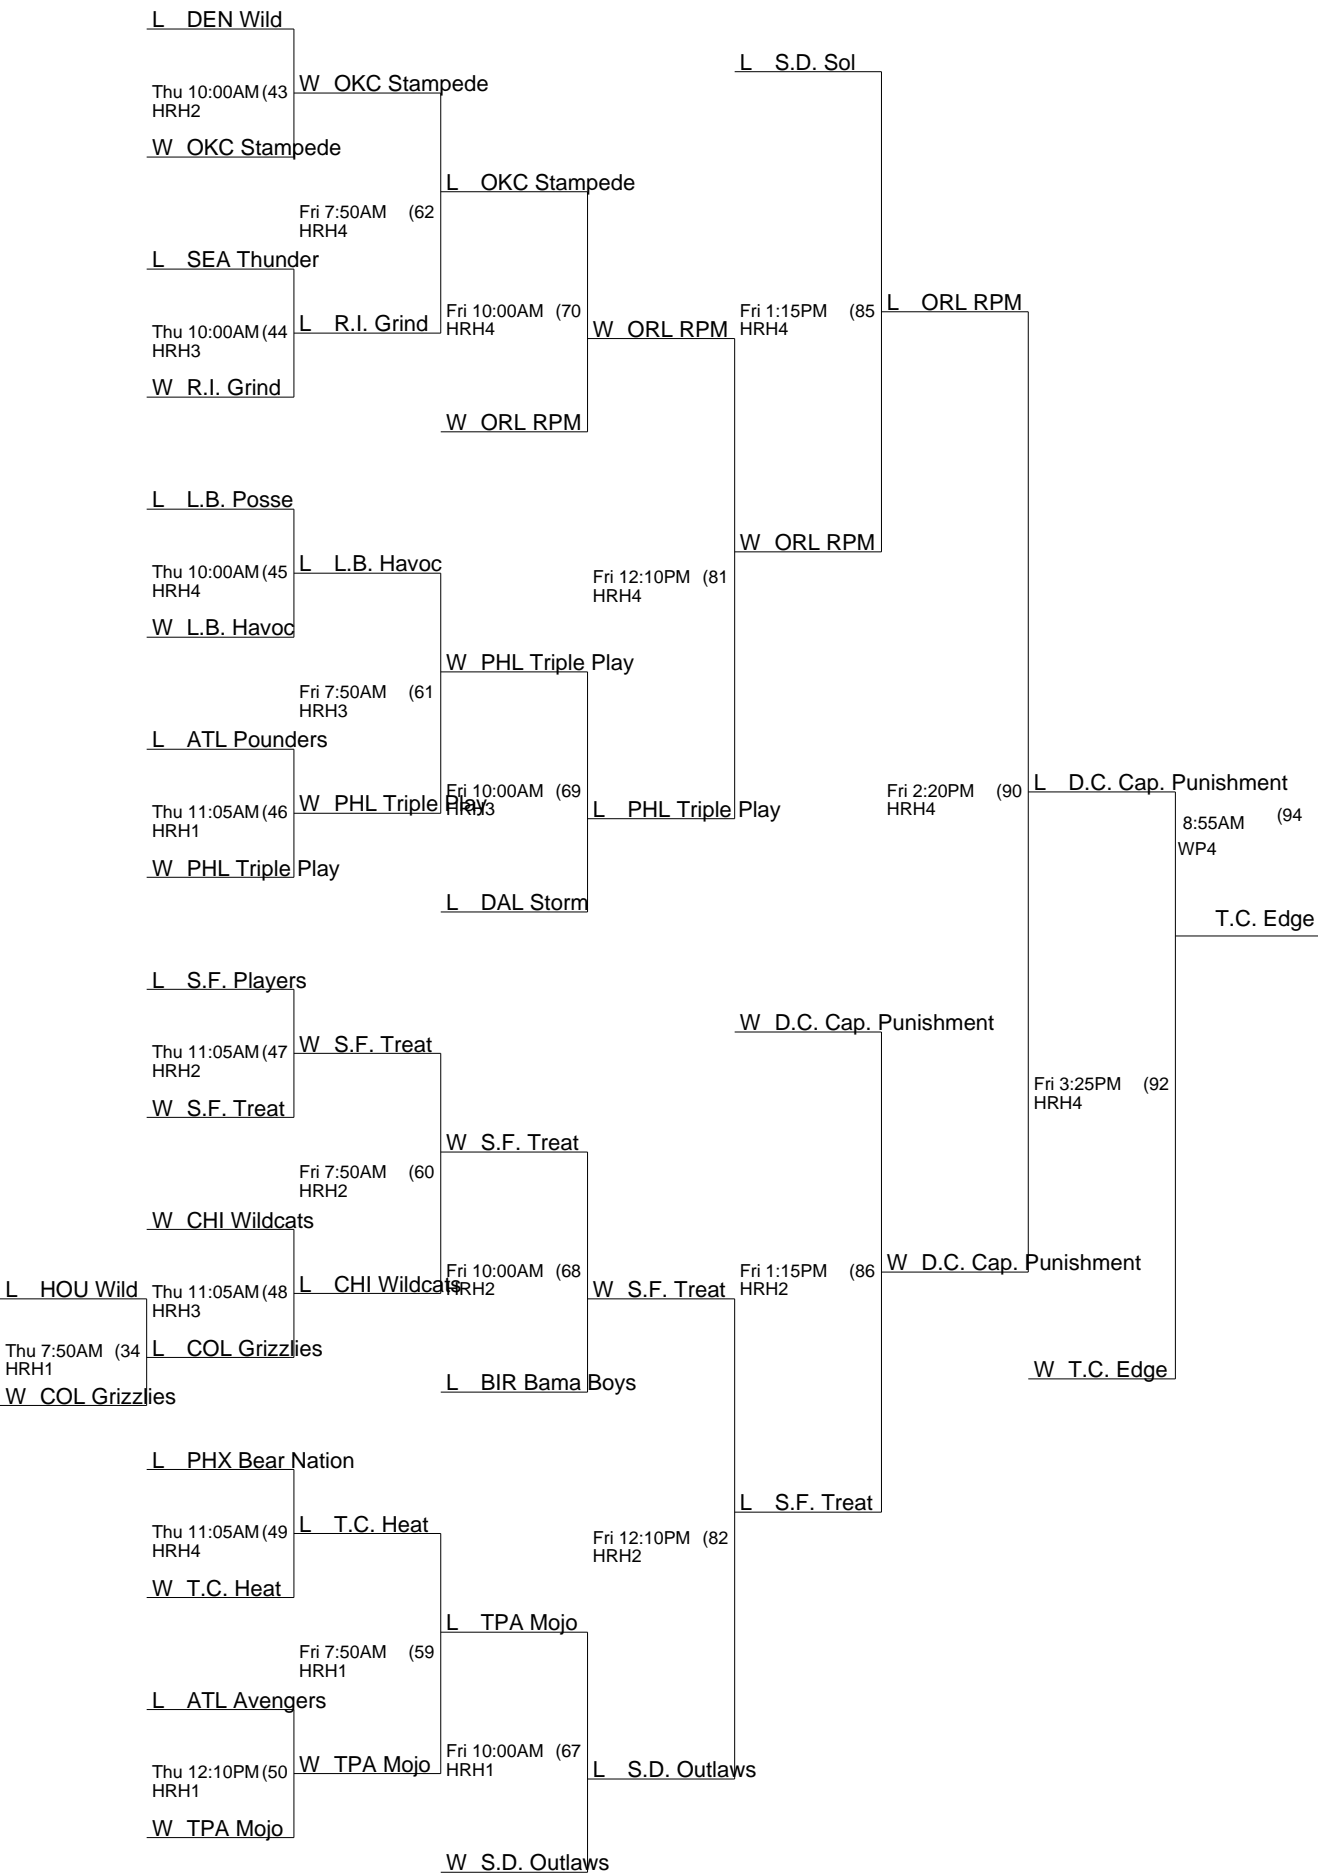 L DEN Wild
Thu 10:00AM (43
HRH2
W OKC Stampede
W OKC Stampede
L SEA Thunder
Thu 10:00AM (44
HRH3
W R.I. Grind
Fri 7:50AM (62
HRH4
L R.I. Grind
L OKC Stampede
Fri 10:00AM (70
HRH4
W ORL RPM
W ORL RPM
L S.D. Sol
Fri 1:15PM (85
HRH4
L ORL RPM
L L.B. Posse
Thu 10:00AM (45
HRH4
W L.B. Havoc
L L.B. Havoc
Fri 7:50AM (61
HRH3
L ATL Pounders
Thu 11:05AM (46
HRH1
W PHL Triple Play
W PHL Triple Play
W PHL Triple Play
Fri 10:00AM (69
HRH3
L DAL Storm
L PHL Triple Play
Fri 12:10PM (81
HRH4
W ORL RPM
Fri 2:20PM (90
HRH4
L D.C. Cap. Punishment
8:55AM (94
WP4
T.C. Edge
L S.F. Players
Thu 11:05AM (47
HRH2
W S.F. Treat
W S.F. Treat
Fri 7:50AM (60
HRH2
W CHI Wildcats
L HOU Wild
Thu 7:50AM (34
HRH1
W COL Grizzlies
Thu 11:05AM (48
HRH3
L COL Grizzlies
L CHI Wildcats
W S.F. Treat
Fri 10:00AM (68
HRH2
L BIR Bama Boys
W S.F. Treat
W D.C. Cap. Punishment
Fri 1:15PM (86
HRH2
W D.C. Cap. Punishment
Fri 3:25PM (92
HRH4
W T.C. Edge
L PHX Bear Nation
Thu 11:05AM (49
HRH4
W T.C. Heat
L T.C. Heat
Fri 7:50AM (59
HRH1
L ATL Avengers
Thu 12:10PM (50
HRH1
W TPA Mojo
W TPA Mojo
L TPA Mojo
Fri 10:00AM (67
HRH1
W S.D. Outlaws
L S.D. Outlaws
Fri 12:10PM (82
HRH2
L S.F. Treat